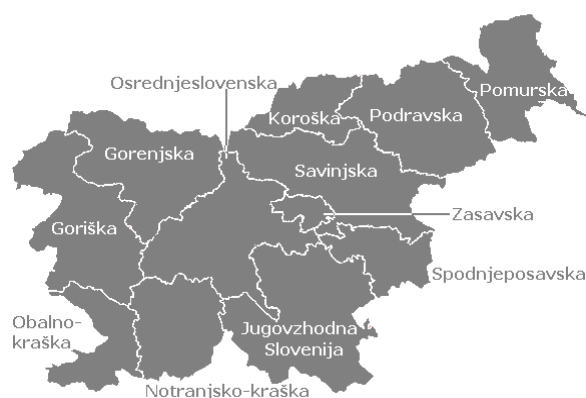 Pomurska
Osrednjeslovenska
Koroška
Podravska
Gorenjska
Savinjska
Zasavska
Goriška
Spodnjeposavska
Obalno-
kraška
Jugovzhodna
Slovenija
Notranjsko-kraška